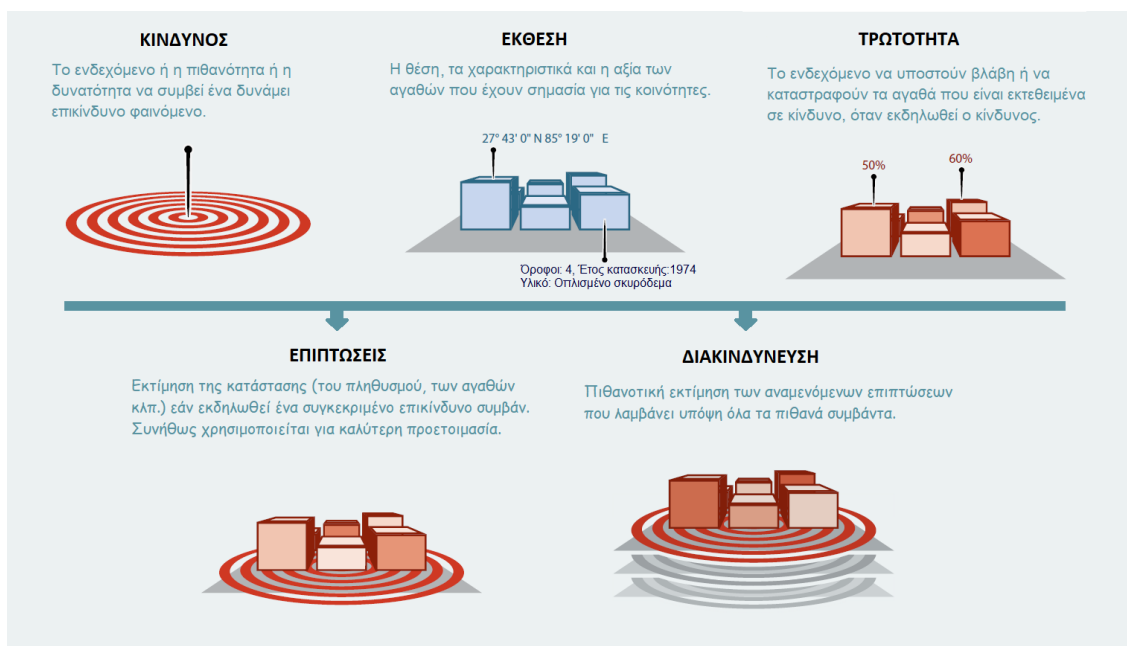 ΚΙΝΔΥΝΟΣ
Το ενδεχόμενο ή η πιθανότητα ή η
δυνατότητα να συμβεί ένα δυνάμει
επικίνδυνο φαινόμενο.
ΕΚΘΕΣΗ
Η θέση, τα χαρακτηριστικά και η αξία των
αγαθών που έχουν σημασία για τις κοινότητες.
27° 43' 0" N 85° 19' 0" E
Όροφοι: 4, Έτος κατασκευής:1974
Υλικό: Οπλισμένο σκυρόδεμα
ΤΡΩΤΟΤΗΤΑ
Το ενδεχόμενο να υποστούν βλάβη ή να
καταστραφούν τα αγαθά που είναι εκτεθειμένα
σε κίνδυνο, όταν εκδηλωθεί ο κίνδυνος.
50%
60%
ΕΠΙΠΤΩΣΕΙΣ
Εκτίμηση της κατάστασης (του πληθυσμού, των αγαθών
κλπ.) εάν εκδηλωθεί ένα συγκεκριμένο επικίνδυνο συμβάν.
Συνήθως χρησιμοποιείται για καλύτερη προετοιμασία.
ΔΙΑΚΙΝΔΥΝΕΥΣΗ
Πιθανοτική εκτίμηση των αναμενόμενων επιπτώσεων
που λαμβάνει υπόψη όλα τα πιθανά συμβάντα.